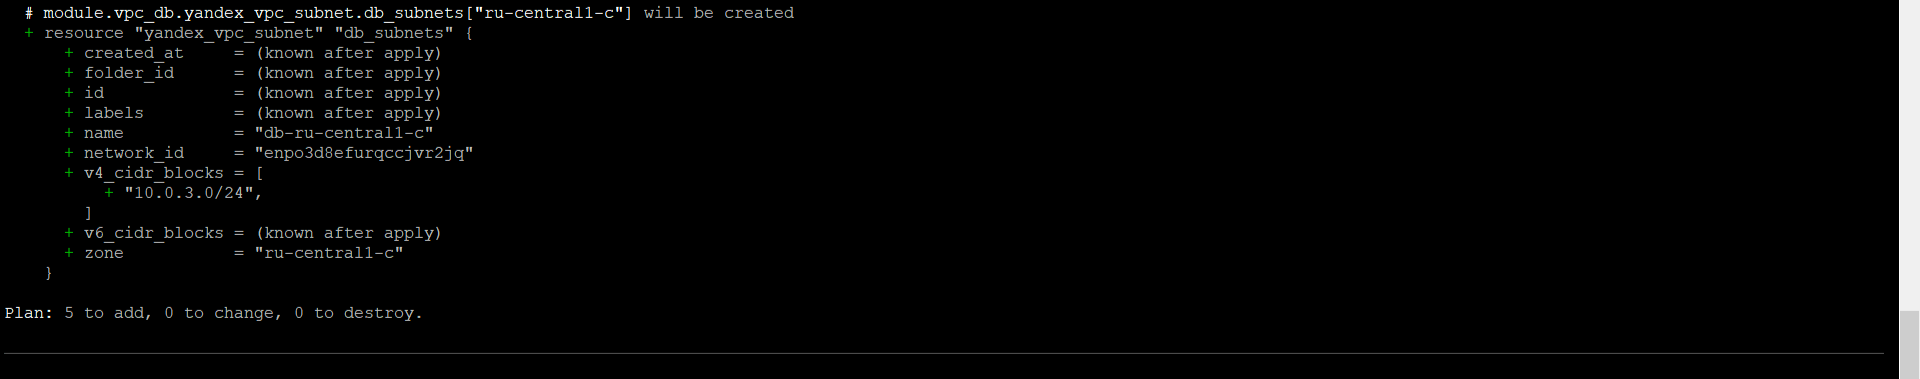 # module.vpc_db.yandex_vpc_subnet.db_subnets["ru-central1-c"] will be created
+ resource "yandex_vpc_subnet" "db_subnets" {
+ created_at     = (known after apply)
+ folder_id      = (known after apply)
+ id             = (known after apply)
+ labels         = (known after apply)
+ name           = "db-ru-central1-c"
+ network_id     = "enpo3d8efurqccjvr2jq"
+ v4_cidr_blocks = [
+ "10.0.3.0/24",
]
+ v6_cidr_blocks = (known after apply)
+ zone           = "ru-central1-c"
}
Plan: 5 to add, 0 to change, 0 to destroy.